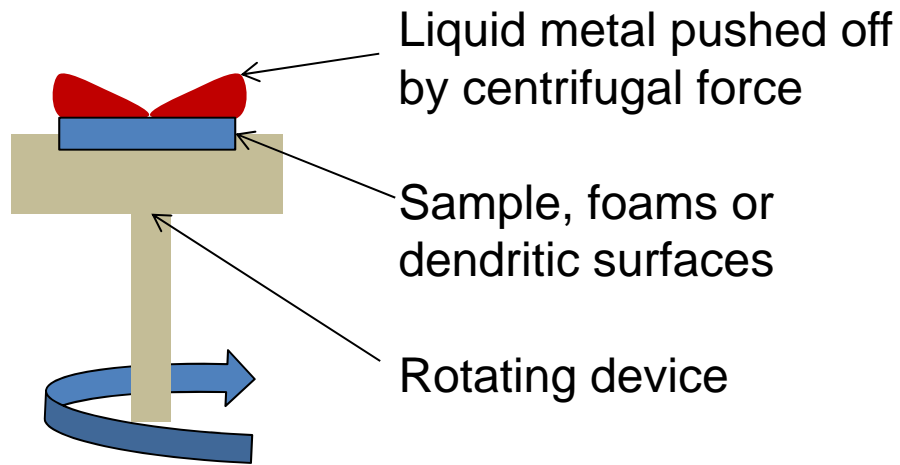 Liquid metal pushed off
by centrifugal force
Sample, foams or
dendritic surfaces
Rotating device